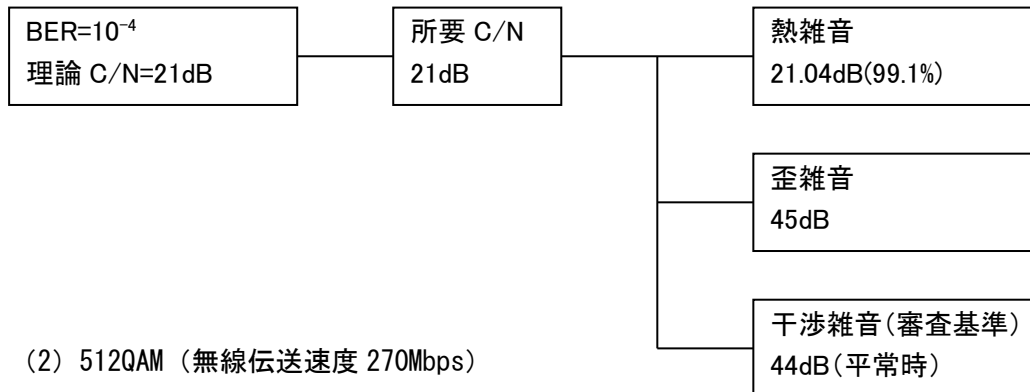 BER=10⁻⁴
理論 C/N=21dB
所要 C/N
21dB
熱雑音
21.04dB(99.1%)
歪雑音
45dB
干渉雑音(審査基準)
44dB(平常時)
(2) 512QAM (無線伝送速度 270Mbps)